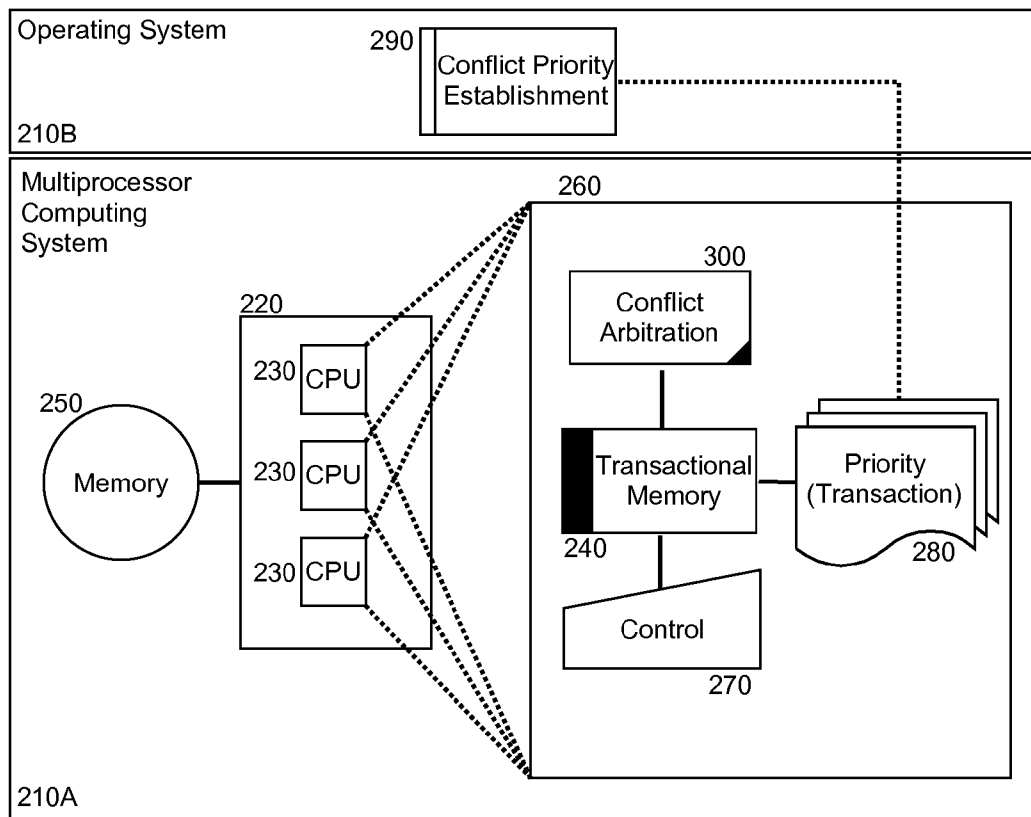 Operating System
290
Conflict Priority
Establishment
210B
Multiprocessor
Computing
System
260
300
Conflict
Arbitration
220
230
CPU
250
230
CPU
Memory
230
CPU
Transactional
Memory
240
Priority
(Transaction)
280
Control
270
210A